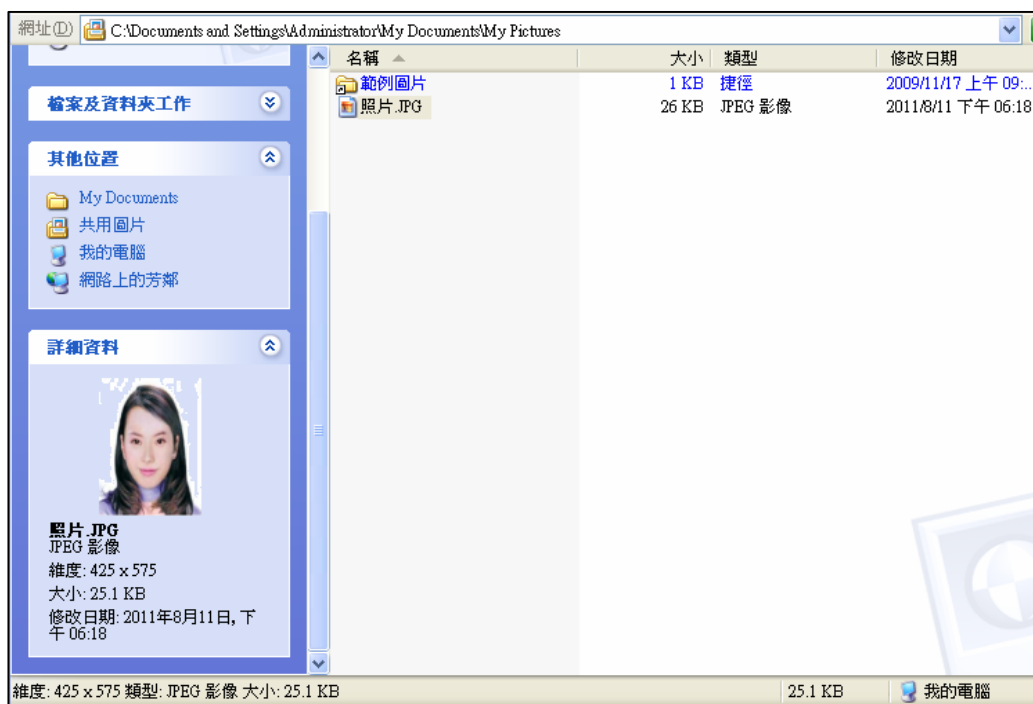 網址(D) C:\Documents and Settings\Administrator\My Documents\My Pictures
名稱 大小 類型 修改日期
範例圖片 1 KB 捷徑 2009/11/17 上午 09:...
照片.JPG 26 KB JPEG 影像 2011/8/11 下午 06:18
檔案及資料夾工作
其他位置
My Documents
共用圖片
我的電腦
網路上的芳鄰
詳細資料
照片.JPG
JPEG 影像
維度: 425 x 575
大小: 25.1 KB
修改日期: 2011年8月11日, 下
午 06:18
維度: 425 x 575 類型: JPEG 影像 大小: 25.1 KB 25.1 KB 我的電腦